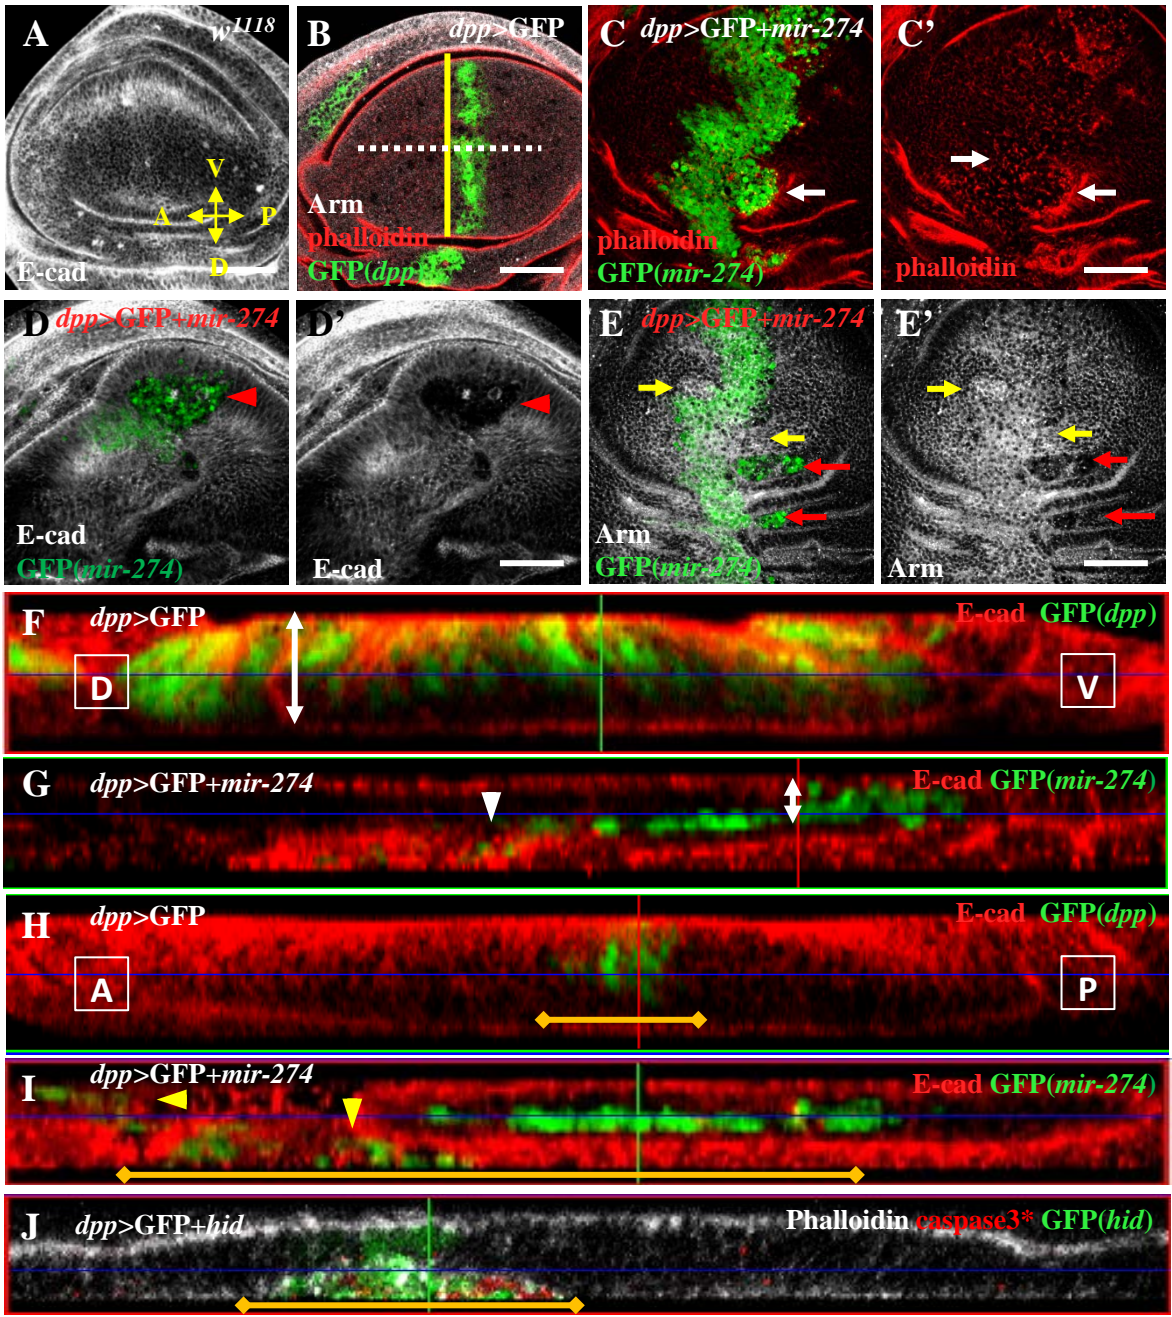 A w1118
V
A P
D
E-cad
B dpp>GFP
Arm
phalloidin
GFP(dpp)
C dpp>GFP+mir-274
phalloidin
GFP(mir-274)
C'
phalloidin
D dpp>GFP+mir-274
E-cad
GFP(mir-274)
D'
E-cad
E dpp>GFP+mir-274
Arm
GFP(mir-274)
E'
Arm
F dpp>GFP E-cad GFP(dpp)
D V
G dpp>GFP+mir-274 E-cad GFP(mir-274)
H dpp>GFP E-cad GFP(dpp)
A P
I dpp>GFP+mir-274 E-cad GFP(mir-274)
J dpp>GFP+hid Phalloidin caspase3* GFP(hid)